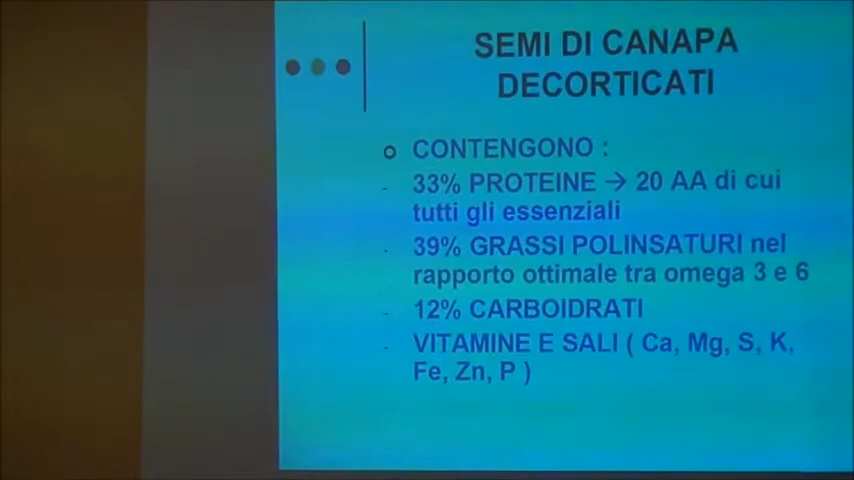 SEMI DI CANAPA
DECORTICATI
CONTENGONO :
- 33% PROTEINE → 20 AA di cui
tutti gli essenziali
- 39% GRASSI POLINSATURI nel
rapporto ottimale tra omega 3 e 6
- 12% CARBOIDRATI
- VITAMINE E SALI ( Ca, Mg, S, K,
Fe, Zn, P )